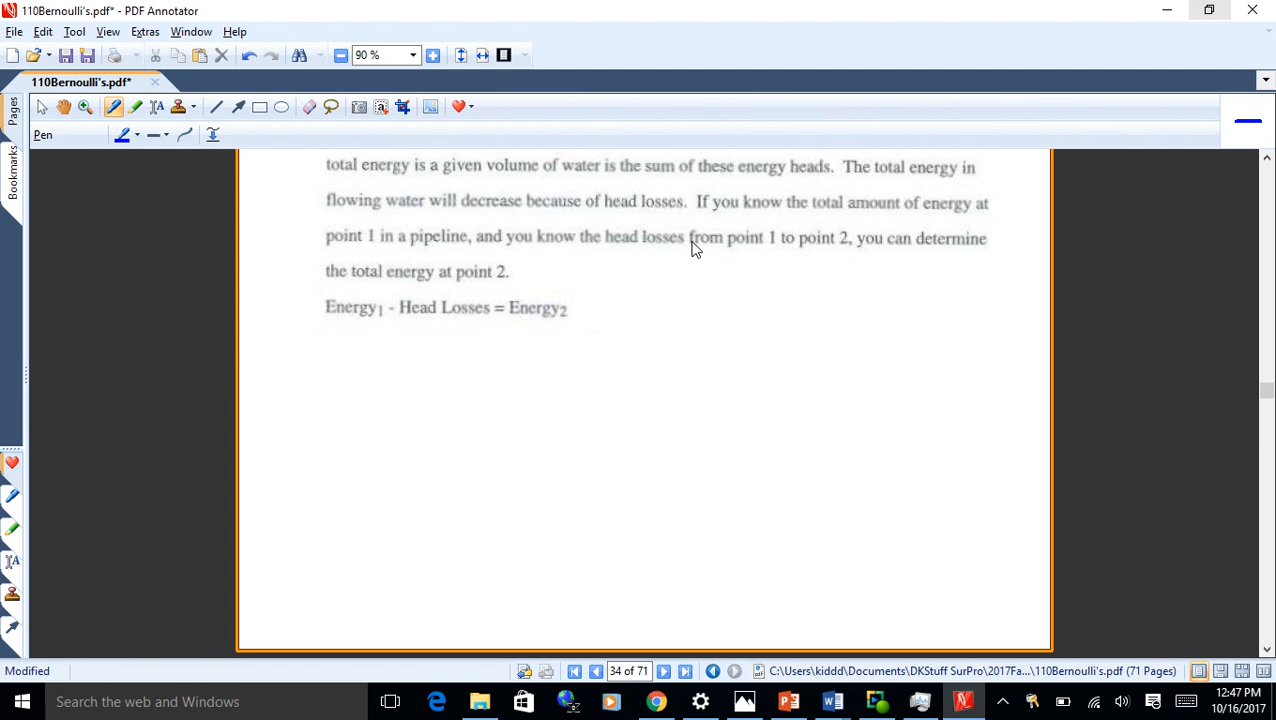 110Bernoulli's.pdf* - PDF Annotator
File Edit Tool View Extras Window Help
90 %
110Bernoulli's.pdf*
Pen
Pages
Bookmarks
total energy is a given volume of water is the sum of these energy heads. The total energy in
flowing water will decrease because of head losses. If you know the total amount of energy at
point 1 in a pipeline, and you know the head losses from point 1 to point 2, you can determine
the total energy at point 2.
Energy1 - Head Losses = Energy2
Modified
34 of 71
C:\Users\kiddd\Documents\DKStuff SurPro\2017Fa...\110Bernoulli's.pdf (71 Pages)
Search the web and Windows
12:47 PM
10/16/2017